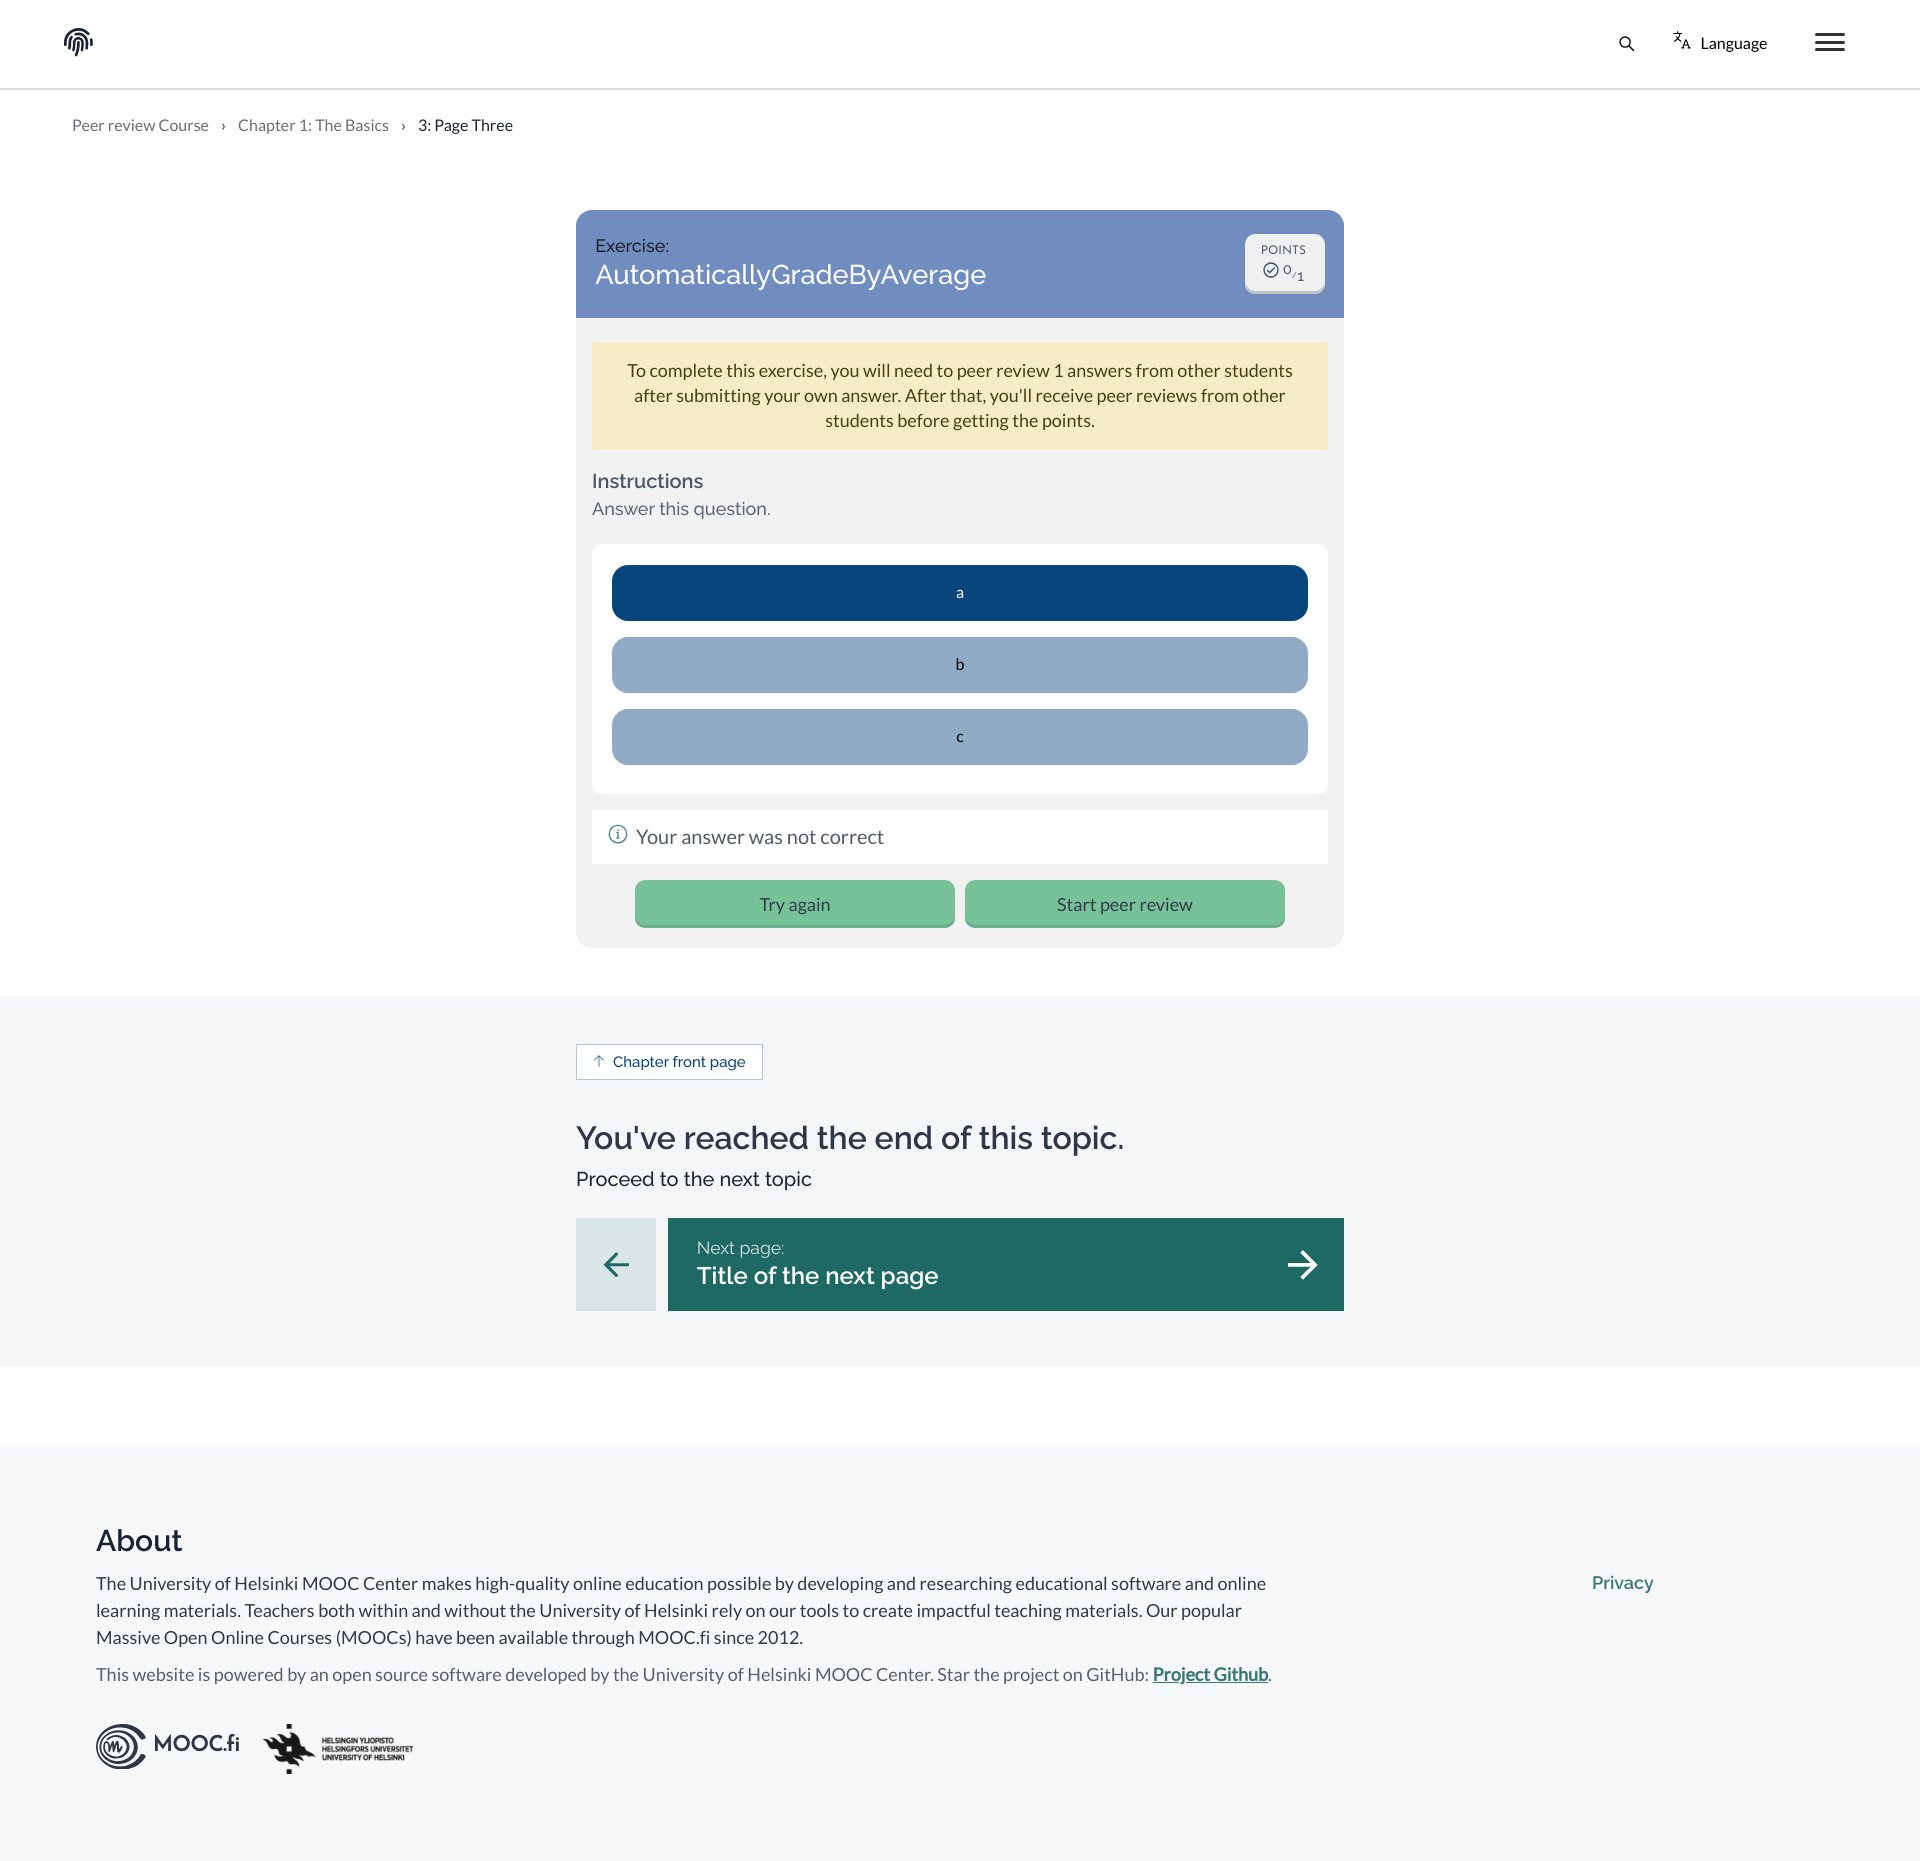 Language
Peer review Course › Chapter 1: The Basics › 3: Page Three
Exercise:
AutomaticallyGradeByAverage
POINTS
0/1
To complete this exercise, you will need to peer review 1 answers from other students
after submitting your own answer. After that, you'll receive peer reviews from other
students before getting the points.
Instructions
Answer this question.
a
b
c
Your answer was not correct
Try again
Start peer review
Chapter front page
You've reached the end of this topic.
Proceed to the next topic
Next page:
Title of the next page
About
The University of Helsinki MOOC Center makes high-quality online education possible by developing and researching educational software and online
learning materials. Teachers both within and without the University of Helsinki rely on our tools to create impactful teaching materials. Our popular
Massive Open Online Courses (MOOCs) have been available through MOOC.fi since 2012.
This website is powered by an open source software developed by the University of Helsinki MOOC Center. Star the project on GitHub: Project Github.
Privacy
MOOC.fi
HELSINGIN YLIOPISTO
HELSINGFORS UNIVERSITET
UNIVERSITY OF HELSINKI